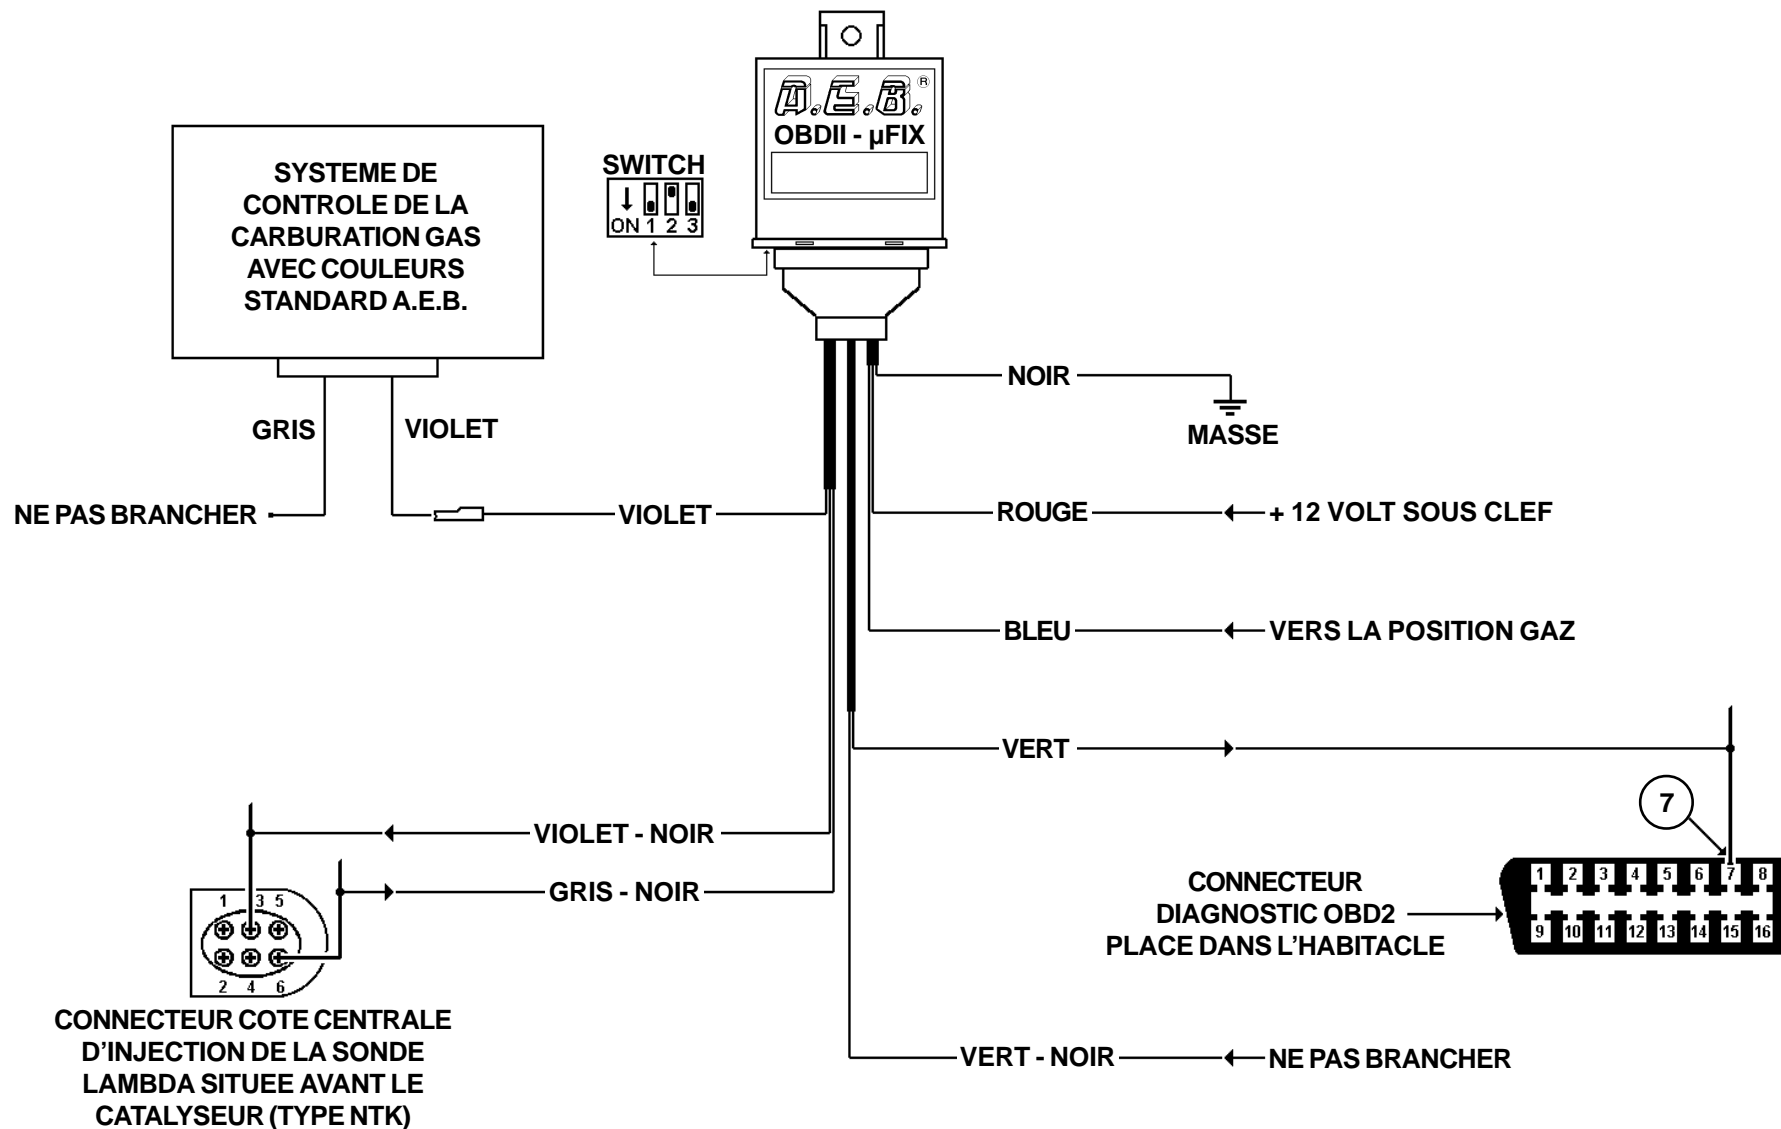 A.E.B.®
OBDII - µFIX
SWITCH
ON 1 2 3
SYSTEME DE
CONTROLE DE LA
CARBURATION GAS
AVEC COULEURS
STANDARD A.E.B.
GRIS
VIOLET
NE PAS BRANCHER
VIOLET
NOIR
MASSE
ROUGE
+ 12 VOLT SOUS CLEF
BLEU
VERS LA POSITION GAZ
VERT
7
VIOLET - NOIR
GRIS - NOIR
1 3 5
2 4 6
CONNECTEUR COTE CENTRALE
D'INJECTION DE LA SONDE
LAMBDA SITUEE AVANT LE
CATALYSEUR (TYPE NTK)
CONNECTEUR
DIAGNOSTIC OBD2
PLACE DANS L'HABITACLE
1 2 3 4 5 6 7 8
9 10 11 12 13 14 15 16
VERT - NOIR
NE PAS BRANCHER